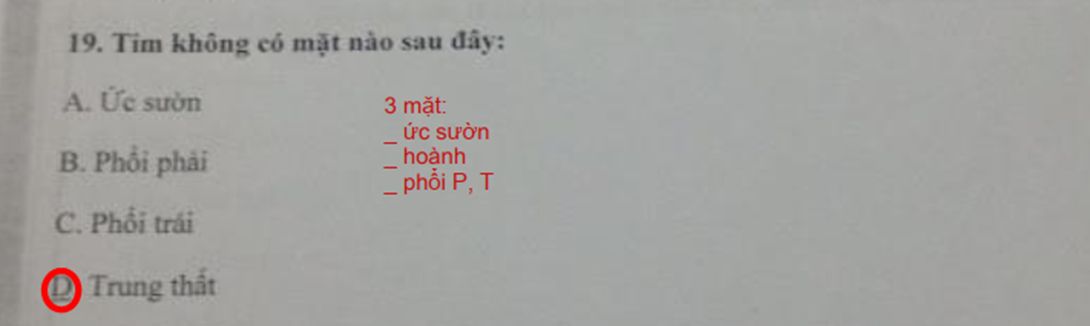 19. Tim không có mặt nào sau đây:
A. Ức sườn
B. Phổi phải
C. Phổi trái
D. Trung thất
3 mặt:
_ ức sườn
_ hoành
_ phổi P, T